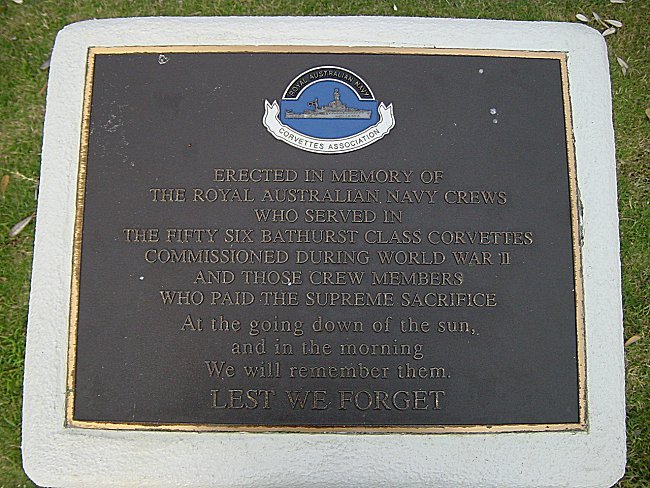 ROYAL AUSTRALIAN NAVY
CORVETTES ASSOCIATION
ERECTED IN MEMORY OF
THE ROYAL AUSTRALIAN NAVY CREWS
WHO SERVED IN
THE FIFTY SIX BATHURST CLASS CORVETTES
COMMISSIONED DURING WORLD WAR II
AND THOSE CREW MEMBERS
WHO PAID THE SUPREME SACRIFICE
At the going down of the sun,
and in the morning
We will remember them.
LEST WE FORGET